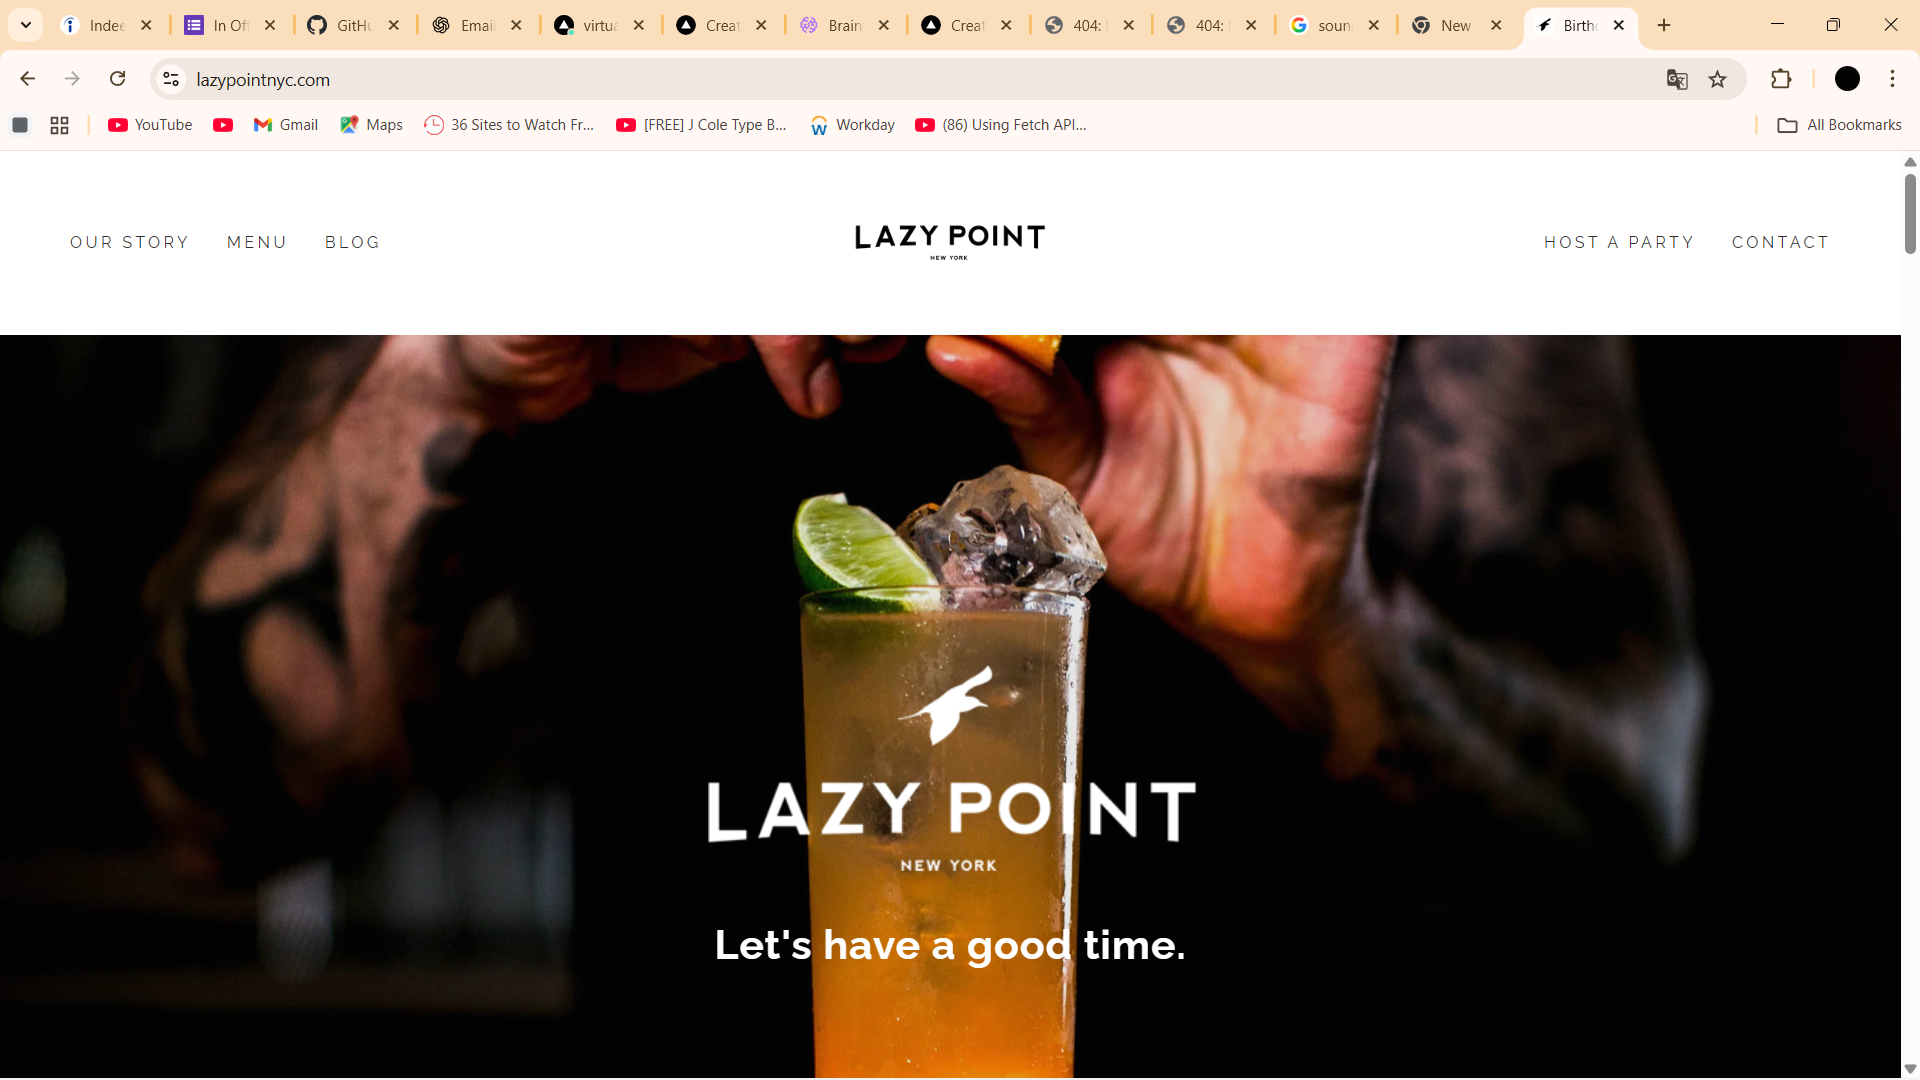 Indee
In Off
GitHu
Email
virtua
Creat
Brain
Creat
404:
404:
soun
New
Birth
lazypointnyc.com
YouTube
Gmail
Maps
36 Sites to Watch Fr...
[FREE] J Cole Type B...
Workday
(86) Using Fetch API...
All Bookmarks
OUR STORY MENU BLOG
LAZY POINT
NEW YORK
HOST A PARTY CONTACT
LAZY POINT
NEW YORK
Let's have a good time.